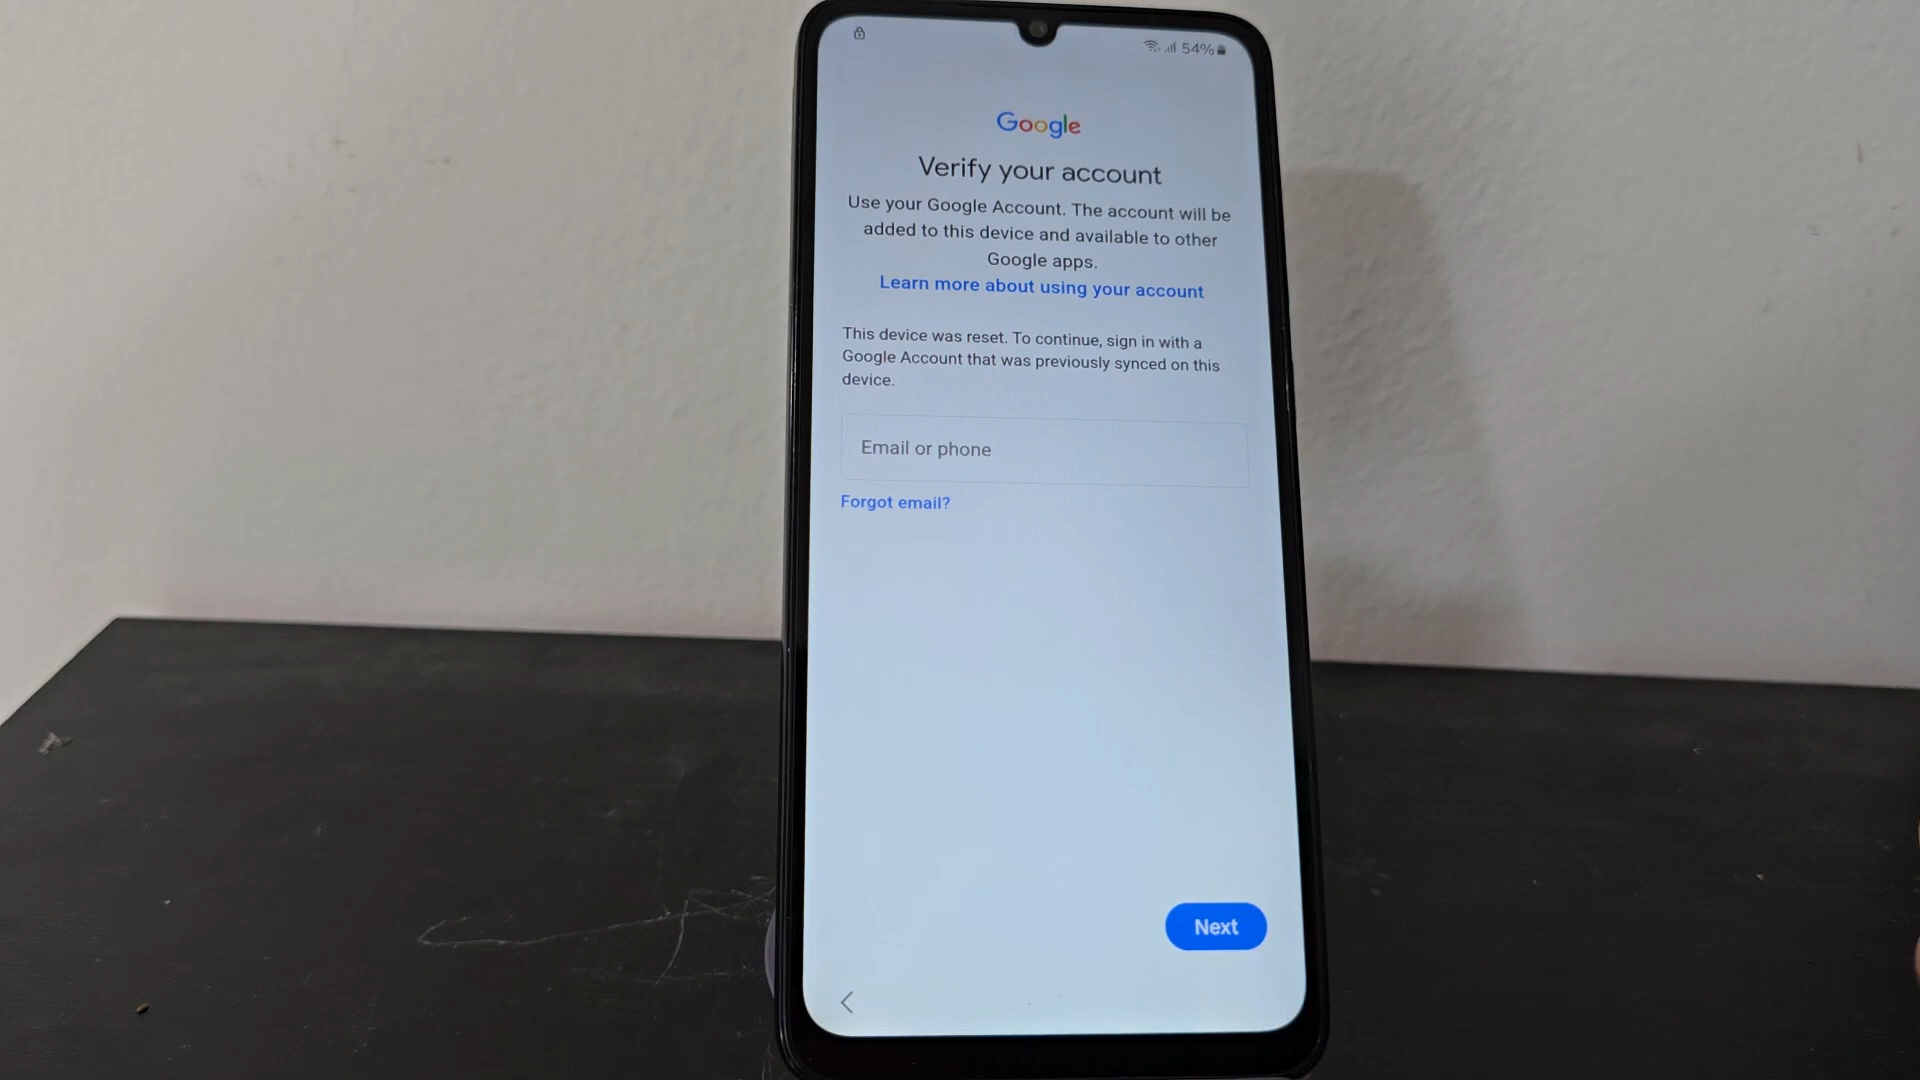 54%
Google
Verify your account
Use your Google Account. The account will be
added to this device and available to other
Google apps.
Learn more about using your account
This device was reset. To continue, sign in with a
Google Account that was previously synced on this
device.
Email or phone
Forgot email?
Next